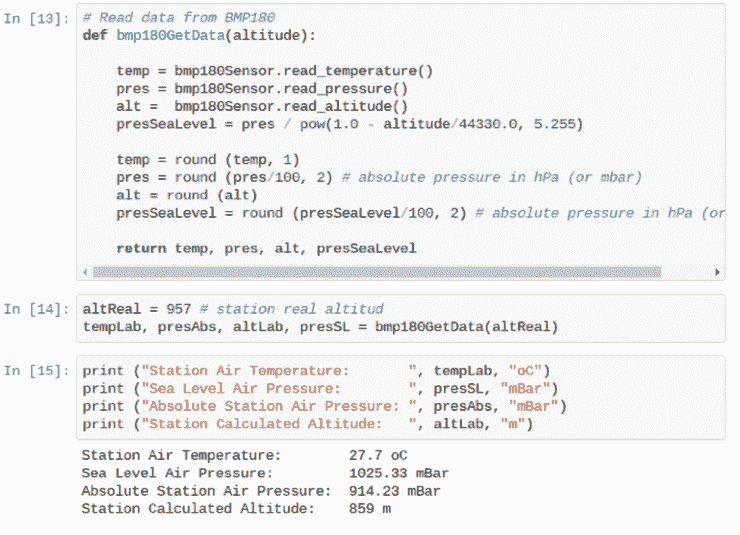 In [13]:
# Read data from BMP180
def bmp180GetData(altitude):
temp = bmp180Sensor.read_temperature()
pres = bmp180Sensor.read_pressure()
alt =  bmp180Sensor.read_altitude()
presSeaLevel = pres / pow(1.0 - altitude/44330.0, 5.255)
temp = round (temp, 1)
pres = round (pres/100, 2) # absolute pressure in hPa (or mbar)
alt = round (alt)
presSeaLevel = round (presSeaLevel/100, 2) # absolute pressure in hPa (or
return temp, pres, alt, presSeaLevel
In [14]:
altReal = 957 # station real altitud
tempLab, presAbs, altLab, presSL = bmp180GetData(altReal)
In [15]:
print ("Station Air Temperature:       ", tempLab, "oC")
print ("Sea Level Air Pressure:        ", presSL, "mBar")
print ("Absolute Station Air Pressure: ", presAbs, "mBar")
print ("Station Calculated Altitude:   ", altLab, "m")
Station Air Temperature:        27.7 oC
Sea Level Air Pressure:         1025.33 mBar
Absolute Station Air Pressure:  914.23 mBar
Station Calculated Altitude:    859 m